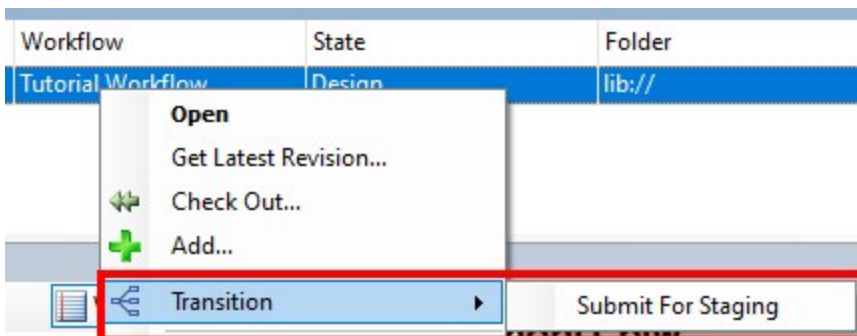 Workflow State Folder
Tutorial Workflow Design lib://
Open
Get Latest Revision...
Check Out...
Add...
Transition Submit For Staging